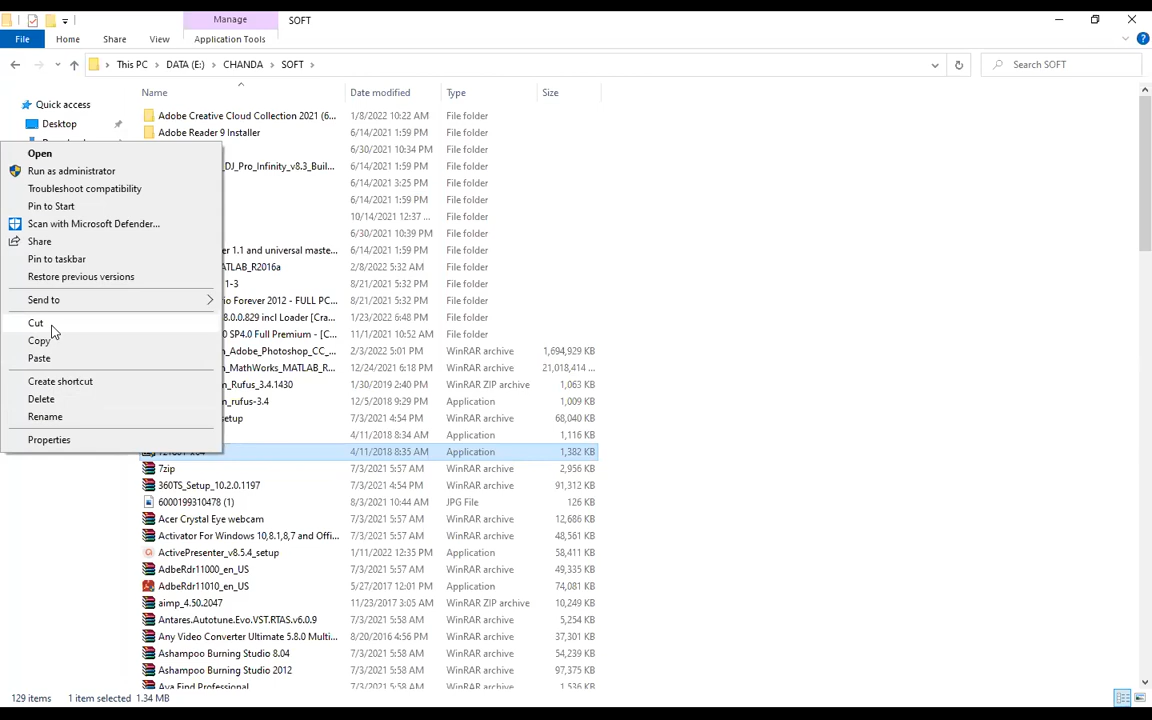 Manage SOFT
File Home Share View Application Tools
This PC > DATA (E:) > CHANDA > SOFT > Search SOFT
Name Date modified Type Size
Quick access
Desktop
Adobe Creative Cloud Collection 2021 (6... 1/8/2022 10:22 AM File folder
Adobe Reader 9 Installer 6/14/2021 1:59 PM File folder
6/30/2021 10:34 PM File folder
_DJ_Pro_Infinity_v8.3_Buil... 6/14/2021 1:59 PM File folder
6/14/2021 3:25 PM File folder
6/14/2021 1:59 PM File folder
10/14/2021 12:37 ... File folder
6/30/2021 10:39 PM File folder
r 1.1 and universal maste... 6/14/2021 1:59 PM File folder
ATLAB_R2016a 2/8/2022 5:32 AM File folder
1-3 8/21/2021 5:32 PM File folder
io Forever 2012 - FULL PC... 8/21/2021 5:32 PM File folder
8.0.0.829 incl Loader [Cra... 1/23/2022 6:48 PM File folder
0 SP4.0 Full Premium - [C... 11/1/2021 10:52 AM File folder
n_Adobe_Photoshop_CC_... 2/3/2022 5:01 PM WinRAR archive 1,694,929 KB
n_MathWorks_MATLAB_R... 12/24/2021 6:18 PM WinRAR archive 21,018,414 ...
m_Rufus_3.4.1430 1/30/2019 2:40 PM WinRAR ZIP archive 1,063 KB
m_rufus-3.4 12/5/2018 9:29 PM Application 1,009 KB
setup 7/3/2021 4:54 PM WinRAR archive 68,040 KB
4/11/2018 8:34 AM Application 1,116 KB
4/11/2018 8:35 AM Application 1,382 KB
7zip 7/3/2021 5:57 AM WinRAR archive 2,956 KB
360TS_Setup_10.2.0.1197 7/3/2021 4:54 PM WinRAR archive 91,312 KB
6000199310478 (1) 8/3/2021 10:44 AM JPG File 126 KB
Acer Crystal Eye webcam 7/3/2021 5:57 AM WinRAR archive 12,686 KB
Activator For Windows 10,8.1,8,7 and Offi... 7/3/2021 5:57 AM WinRAR archive 48,561 KB
ActivePresenter_v8.5.4_setup 1/11/2022 12:35 PM Application 58,411 KB
AdbeRdr11000_en_US 7/3/2021 5:57 AM WinRAR archive 49,335 KB
AdbeRdr11010_en_US 5/27/2017 12:01 PM Application 74,081 KB
aimp_4.50.2047 11/23/2017 3:05 AM WinRAR ZIP archive 10,249 KB
Antares.Autotune.Evo.VST.RTAS.v6.0.9 7/3/2021 5:58 AM WinRAR archive 5,254 KB
Any Video Converter Ultimate 5.8.0 Multi... 8/20/2016 4:56 PM WinRAR archive 37,301 KB
Ashampoo Burning Studio 8.04 7/3/2021 5:58 AM WinRAR archive 54,239 KB
Ashampoo Burning Studio 2012 7/3/2021 5:58 AM WinRAR archive 97,375 KB
Ava Find Professional 7/3/2021 5:58 AM WinRAR archive 1,536 KB
Open
Run as administrator
Troubleshoot compatibility
Pin to Start
Scan with Microsoft Defender...
Share
Pin to taskbar
Restore previous versions
Send to
Cut
Copy
Paste
Create shortcut
Delete
Rename
Properties
129 items 1 item selected 1.34 MB